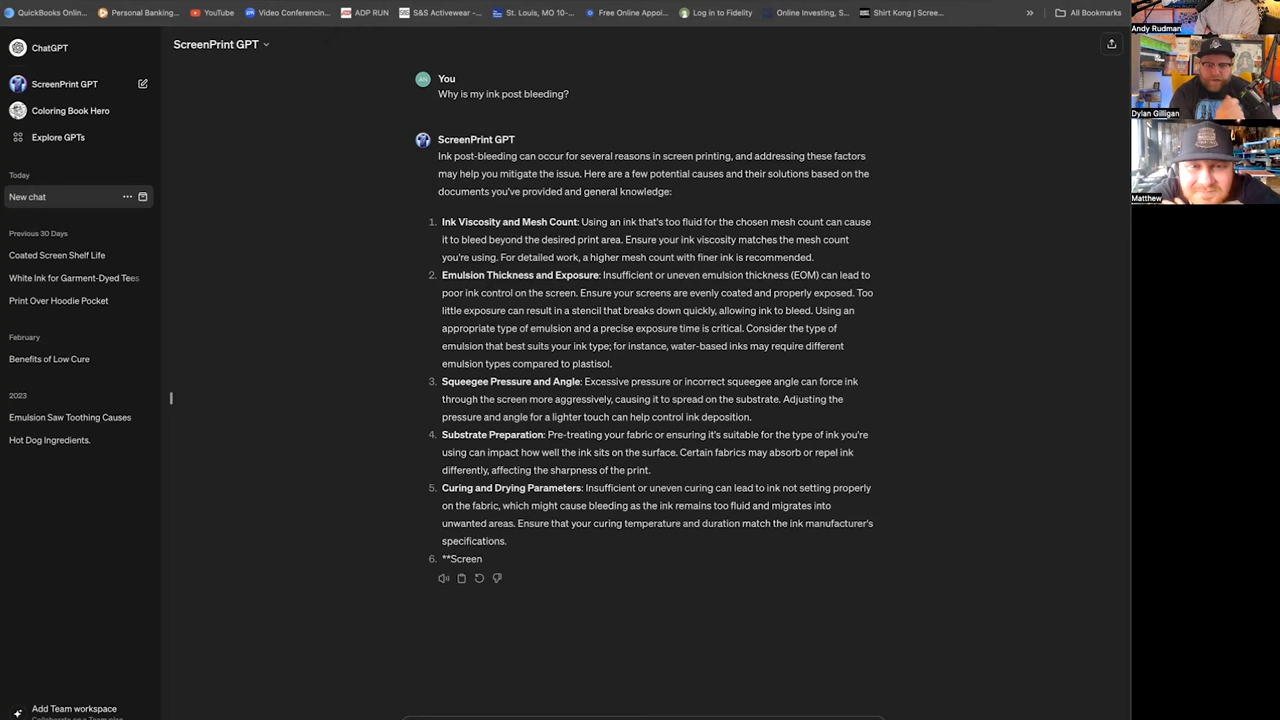 QuickBooks Onlin...
Personal Banking...
YouTube
Video Conferencin...
ADP RUN
S&S Activewear -...
St. Louis, MO 10-...
Free Online Appoi...
Log in to Fidelity
Online Investing, S...
Shirt Kong | Scree...
»
All Bookmarks
ChatGPT
ScreenPrint GPT
Coloring Book Hero
Explore GPTs
Today
New chat
Previous 30 Days
Coated Screen Shelf Life
White Ink for Garment-Dyed Tees
Print Over Hoodie Pocket
February
Benefits of Low Cure
2023
Emulsion Saw Toothing Causes
Hot Dog Ingredients.
Add Team workspace
ScreenPrint GPT
AN
You
Why is my ink post bleeding?
ScreenPrint GPT
Ink post-bleeding can occur for several reasons in screen printing, and addressing these factors
may help you mitigate the issue. Here are a few potential causes and their solutions based on the
documents you've provided and general knowledge:
1. Ink Viscosity and Mesh Count: Using an ink that's too fluid for the chosen mesh count can cause
it to bleed beyond the desired print area. Ensure your ink viscosity matches the mesh count
you're using. For detailed work, a higher mesh count with finer ink is recommended.
2. Emulsion Thickness and Exposure: Insufficient or uneven emulsion thickness (EOM) can lead to
poor ink control on the screen. Ensure your screens are evenly coated and properly exposed. Too
little exposure can result in a stencil that breaks down quickly, allowing ink to bleed. Using an
appropriate type of emulsion and a precise exposure time is critical. Consider the type of
emulsion that best suits your ink type; for instance, water-based inks may require different
emulsion types compared to plastisol.
3. Squeegee Pressure and Angle: Excessive pressure or incorrect squeegee angle can force ink
through the screen more aggressively, causing it to spread on the substrate. Adjusting the
pressure and angle for a lighter touch can help control ink deposition.
4. Substrate Preparation: Pre-treating your fabric or ensuring it's suitable for the type of ink you're
using can impact how well the ink sits on the surface. Certain fabrics may absorb or repel ink
differently, affecting the sharpness of the print.
5. Curing and Drying Parameters: Insufficient or uneven curing can lead to ink not setting properly
on the fabric, which might cause bleeding as the ink remains too fluid and migrates into
unwanted areas. Ensure that your curing temperature and duration match the ink manufacturer's
specifications.
6. **Screen
Andy Rudman
Dylan Gilligan
Matthew